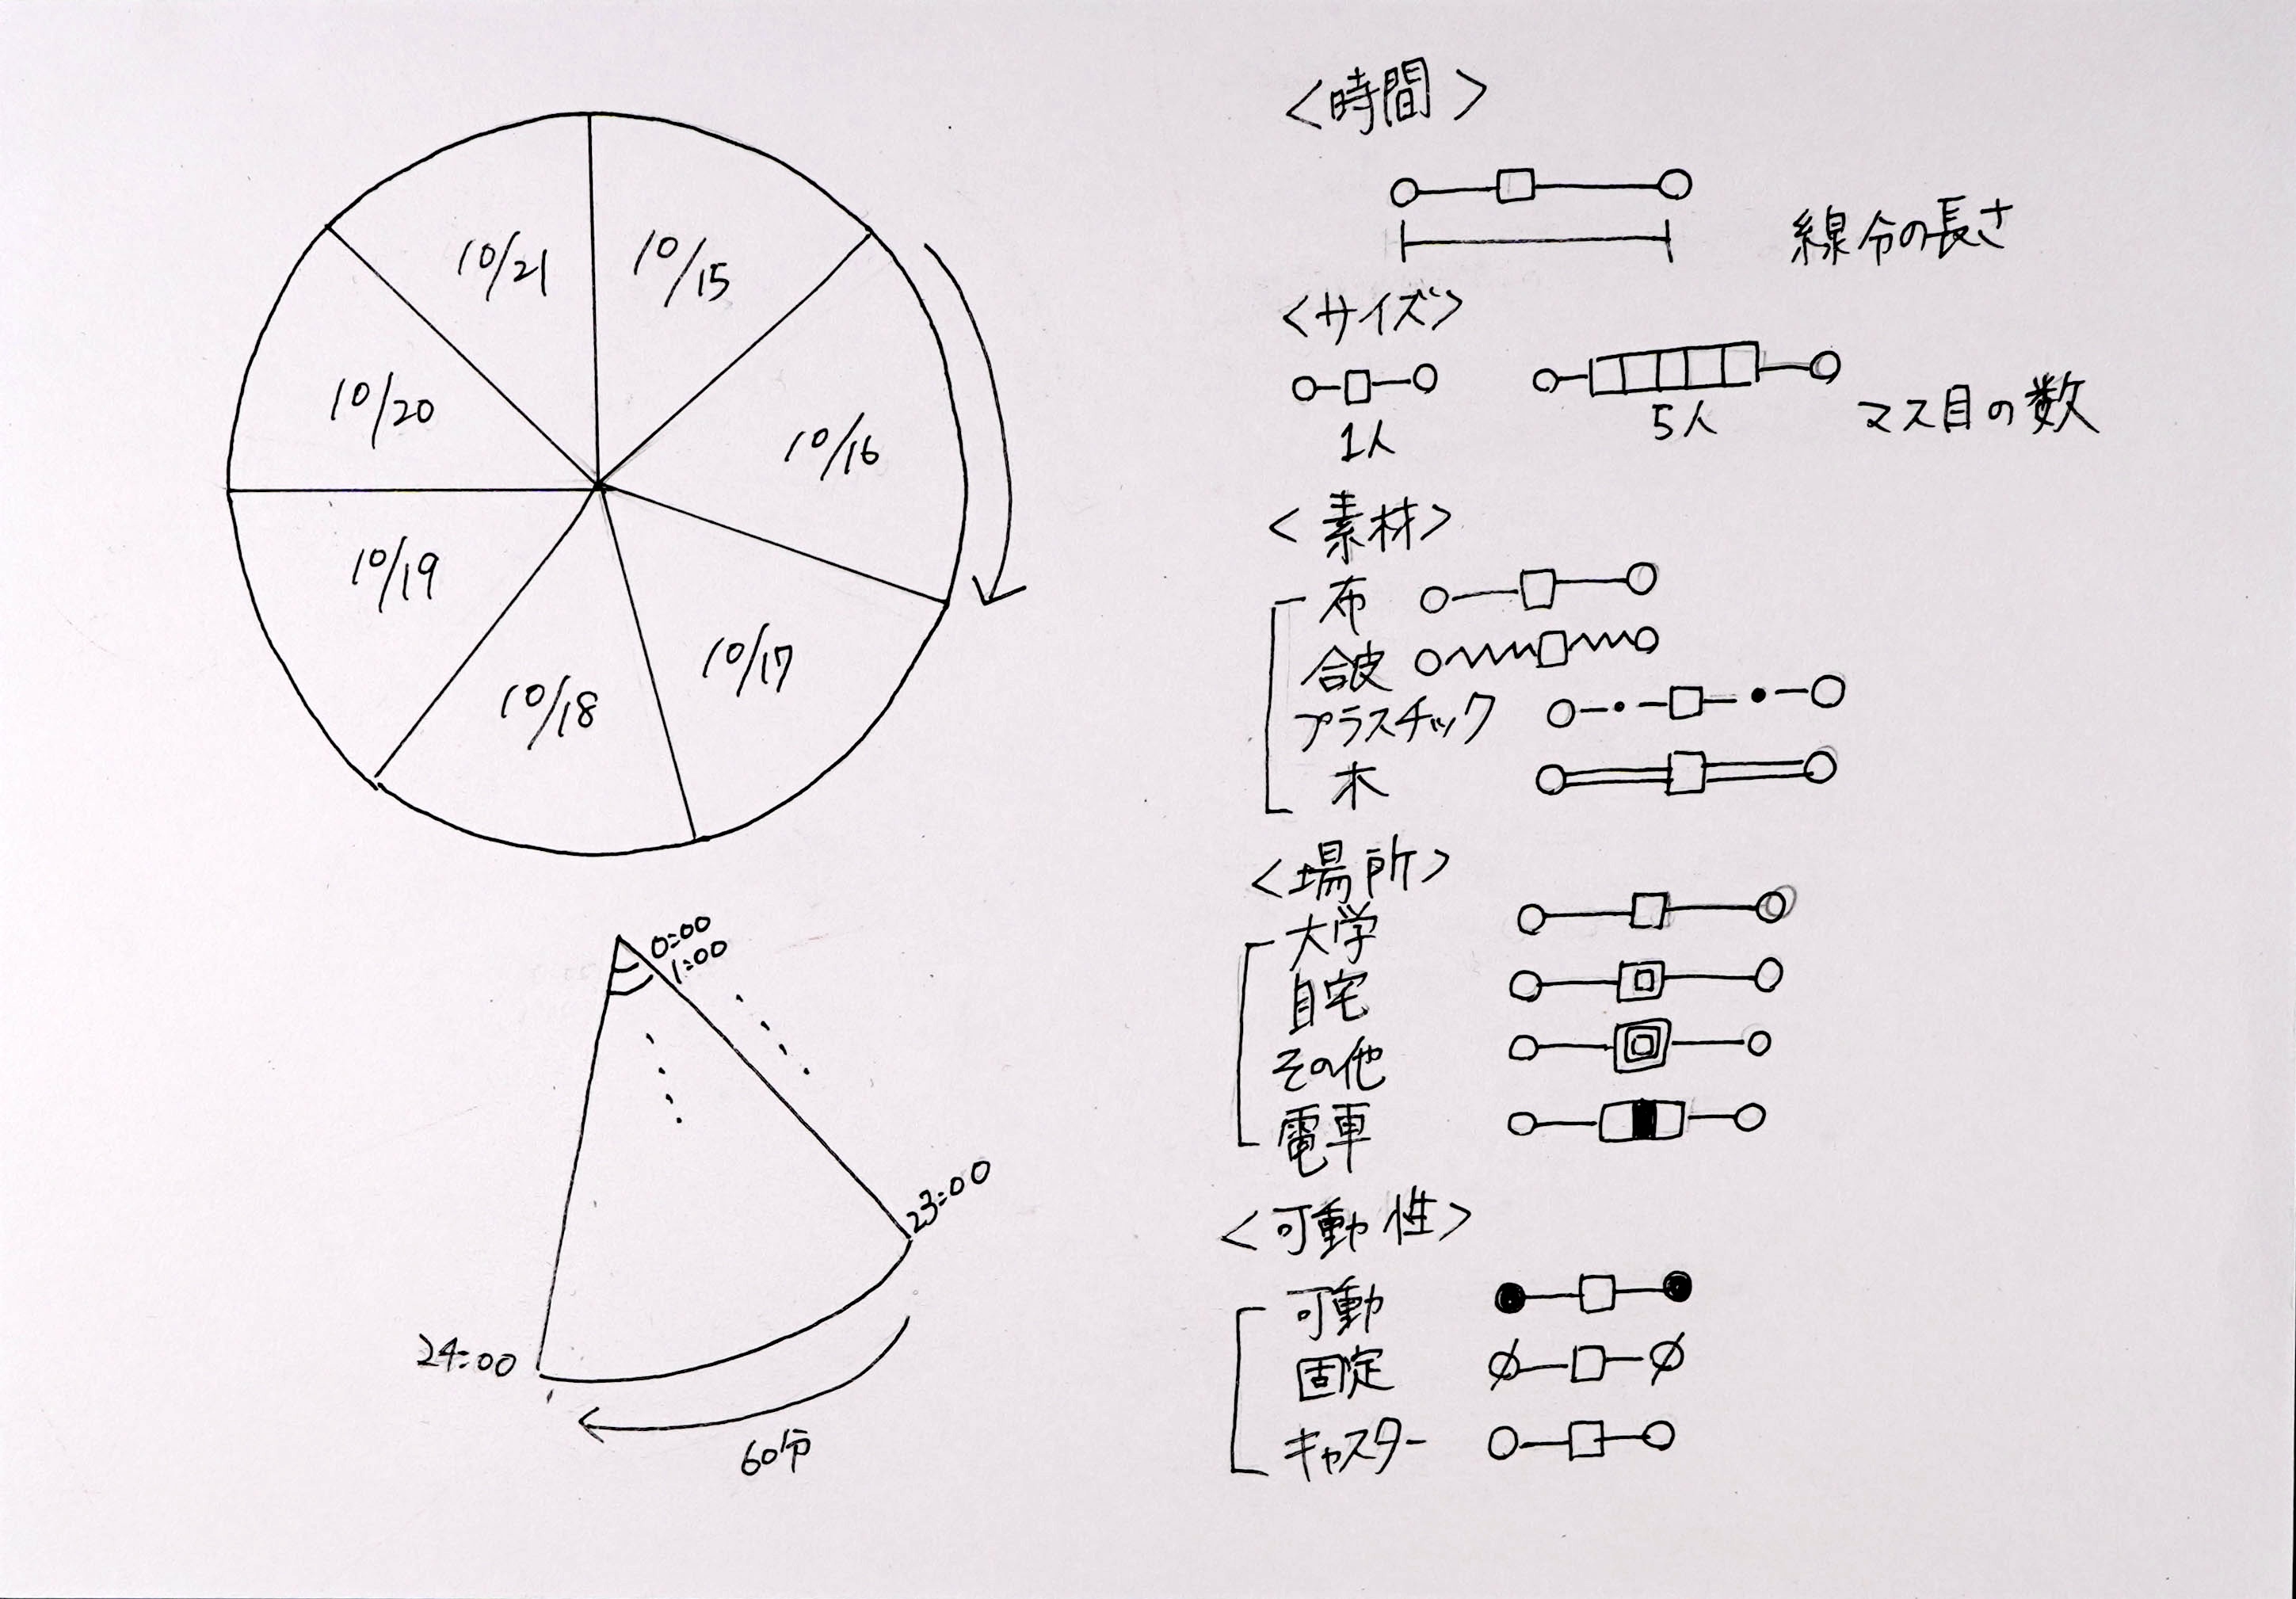 10/21
10/15
10/20
10/16
10/19
10/17
10/18
0:00
1:00
23:00
24:00
60分
<時間>
線分の長さ
<サイズ>
1人
5人
マス目の数
<素材>
布
合皮
プラスチック
木
<場所>
大学
自宅
その他
電車
<可動性>
可動
固定
キャスター